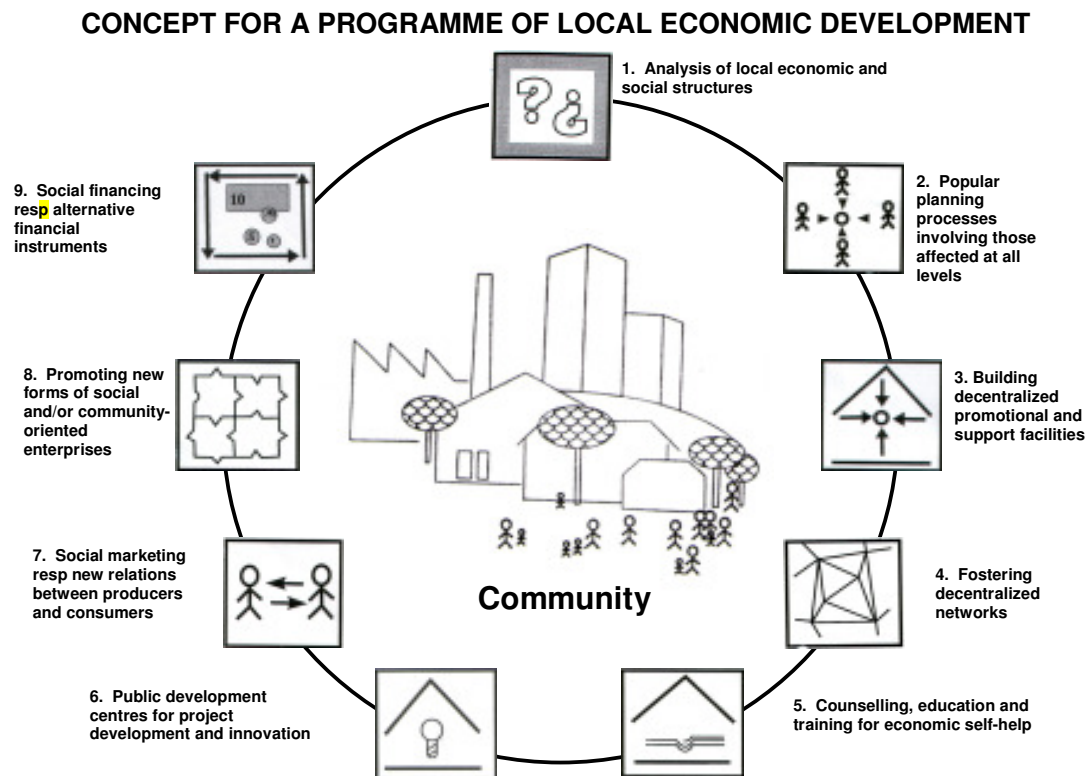 CONCEPT FOR A PROGRAMME OF LOCAL ECONOMIC DEVELOPMENT
1. Analysis of local economic and
social structures
2. Popular
planning
processes
involving those
affected at all
levels
3. Building
decentralized
promotional and
support facilities
4. Fostering
decentralized
networks
5. Counselling, education and
training for economic self-help
6. Public development
centres for project
development and innovation
7. Social marketing
resp new relations
between producers
and consumers
8. Promoting new
forms of social
and/or community-
oriented
enterprises
9. Social financing
resp alternative
financial
instruments
10
Community